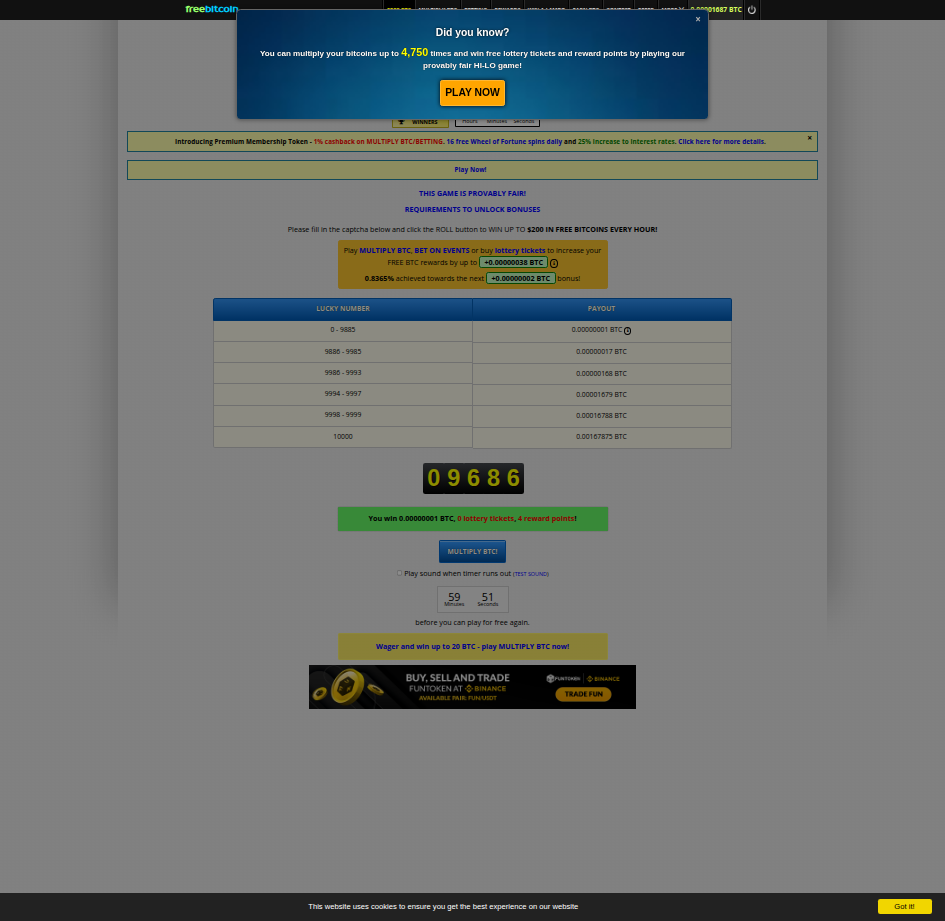 freebitcoin
0.00001687 BTC
×
Did you know?
You can multiply your bitcoins up to 4,750 times and win free lottery tickets and reward points by playing our
provably fair HI-LO game!
PLAY NOW
WINNERS
Hours Minutes Seconds
Introducing Premium Membership Token - 1% cashback on MULTIPLY BTC/BETTING. 16 free Wheel of Fortune spins daily and 25% increase to interest rates. Click here for more details.
×
Play Now!
THIS GAME IS PROVABLY FAIR!
REQUIREMENTS TO UNLOCK BONUSES
Please fill in the captcha below and click the ROLL button to WIN UP TO $200 IN FREE BITCOINS EVERY HOUR!
Play MULTIPLY BTC, BET ON EVENTS or buy lottery tickets to increase your
FREE BTC rewards by up to +0.00000038 BTC
0.8365% achieved towards the next +0.00000002 BTC bonus!
LUCKY NUMBER PAYOUT
0 - 9885 0.00000001 BTC
9886 - 9985 0.00000017 BTC
9986 - 9993 0.00000168 BTC
9994 - 9997 0.00001679 BTC
9998 - 9999 0.00016788 BTC
10000 0.00167875 BTC
09686
You win 0.00000001 BTC, 0 lottery tickets, 4 reward points!
MULTIPLY BTC!
Play sound when timer runs out (TEST SOUND)
59 51
Minutes Seconds
before you can play for free again.
Wager and win up to 20 BTC - play MULTIPLY BTC now!
BUY, SELL AND TRADE
FUNTOKEN AT BINANCE
AVAILABLE PAIR: FUN/USDT
FUNTOKEN BINANCE
TRADE FUN
This website uses cookies to ensure you get the best experience on our website
Got it!